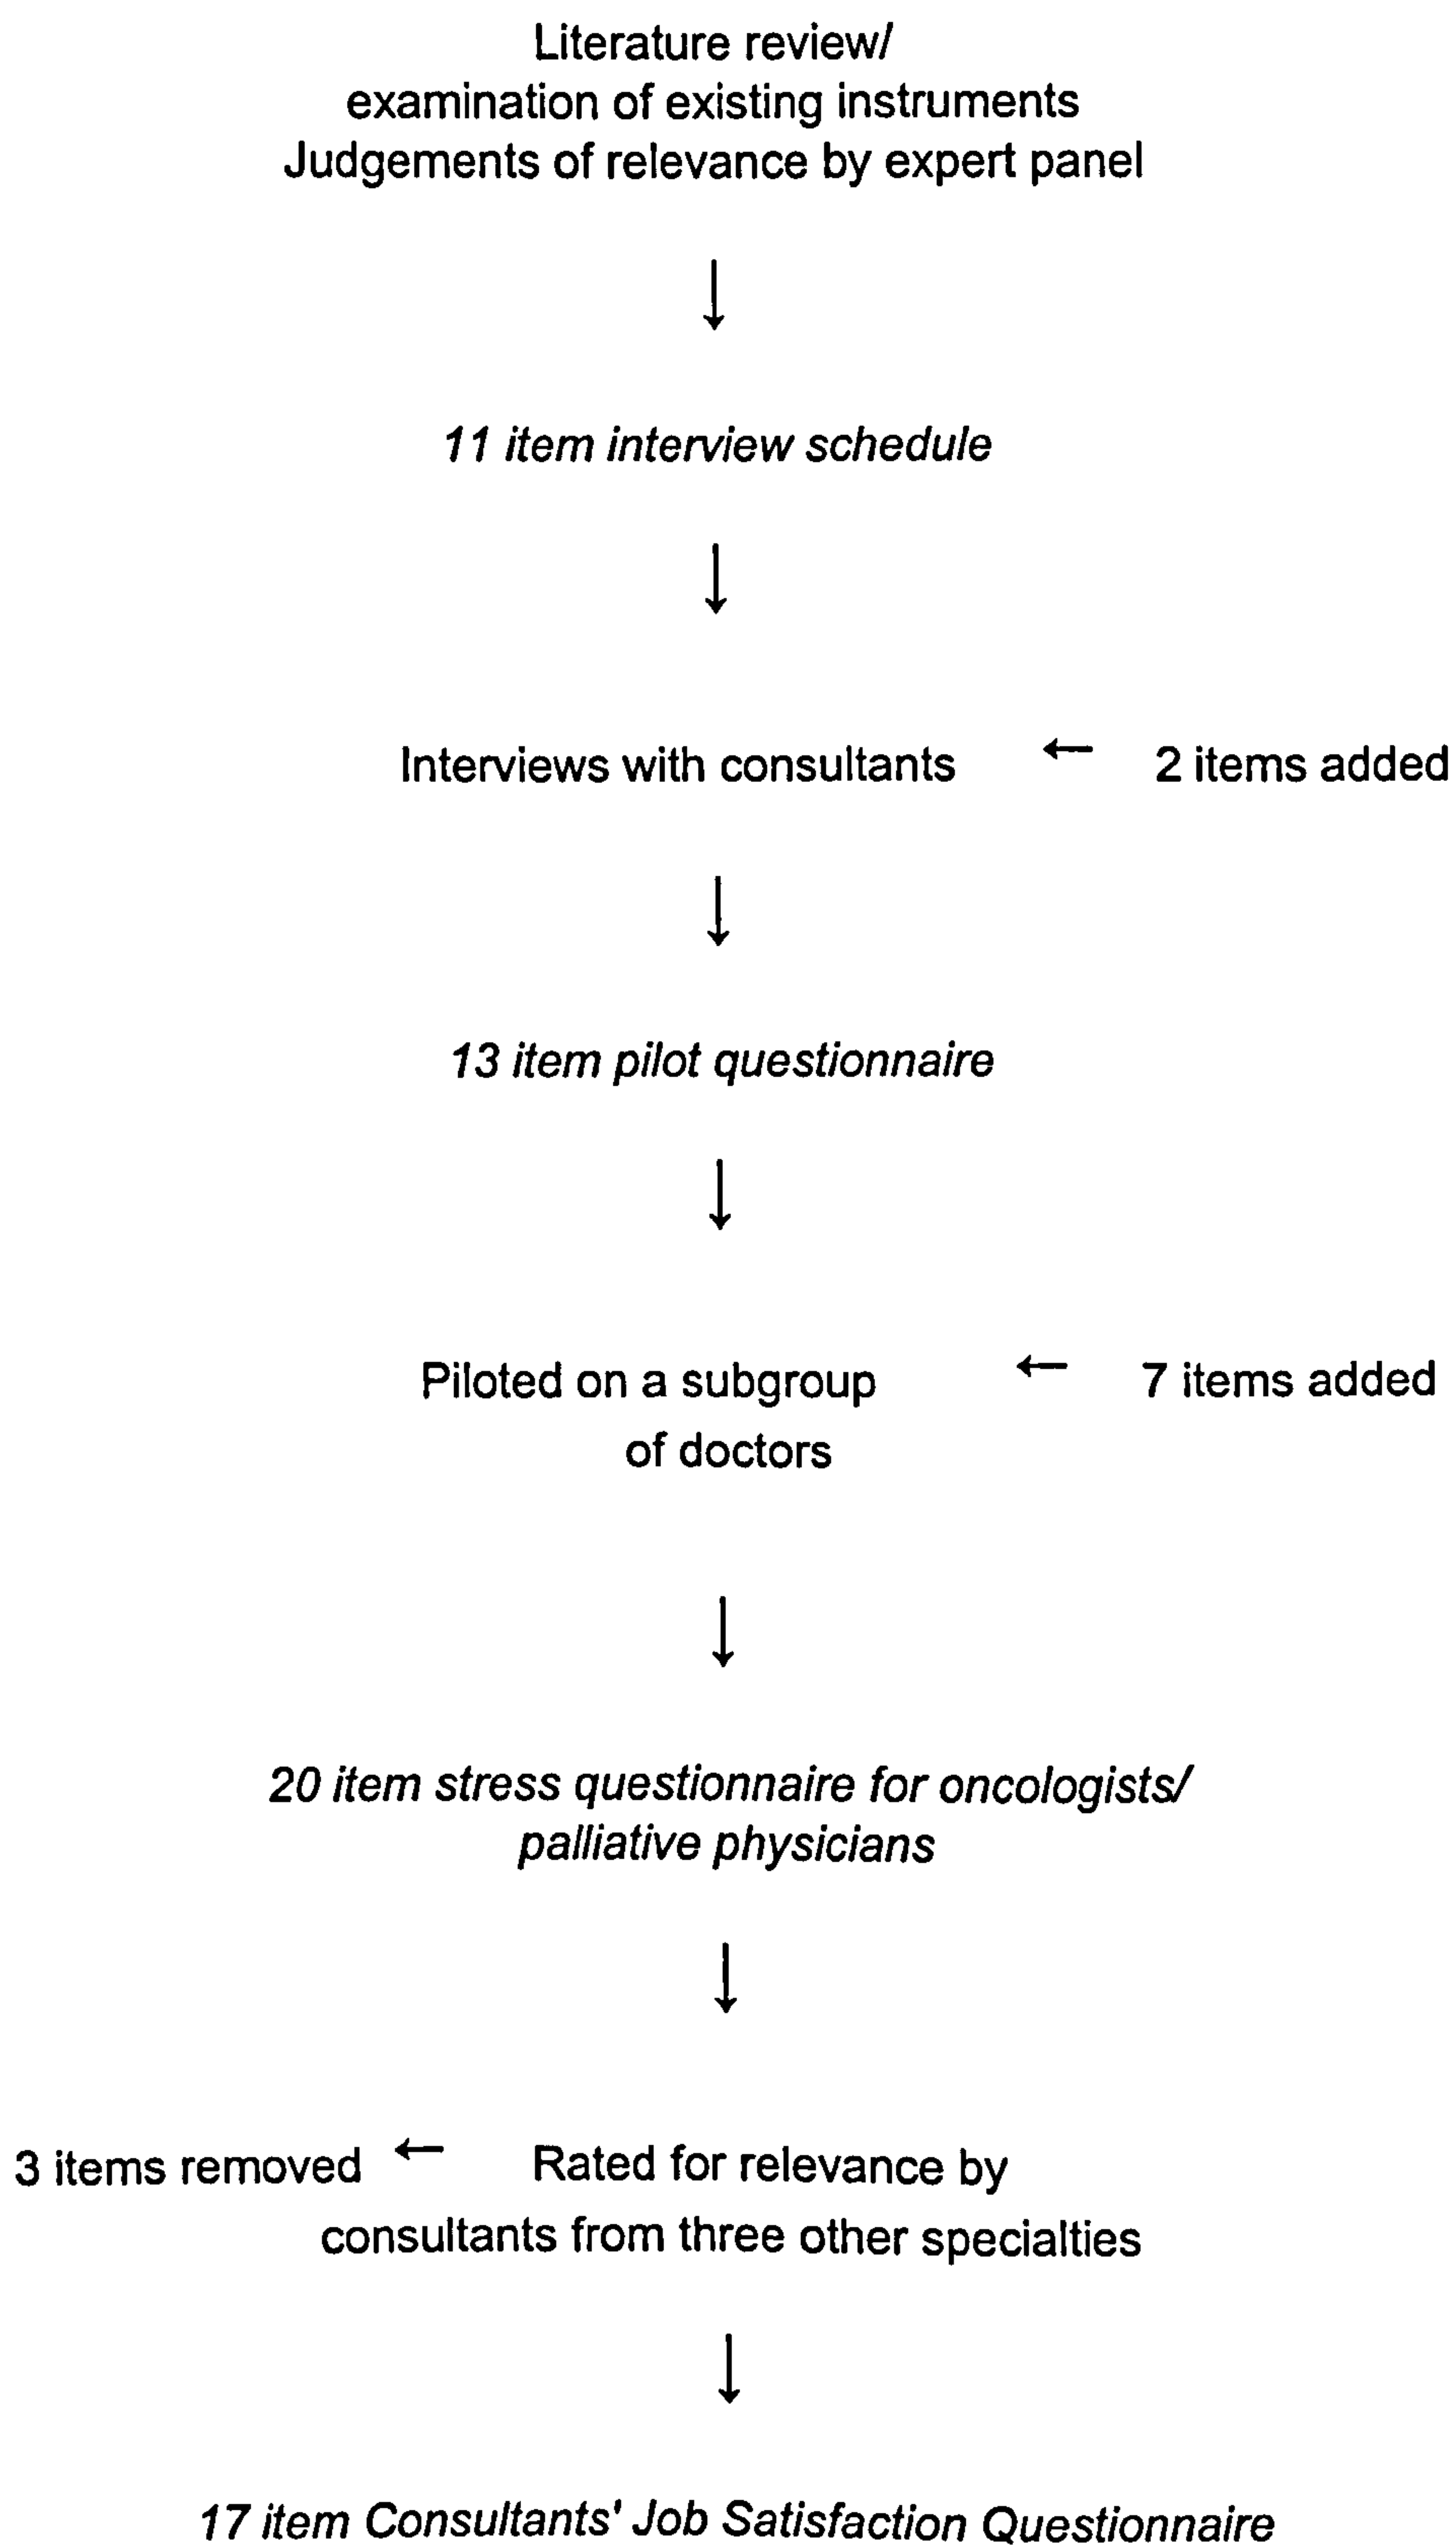 Literature review/
examination of existing instruments
Judgements of relevance by expert panel
↓
11 item interview schedule
↓
Interviews with consultants ← 2 items added
↓
13 item pilot questionnaire
↓
Piloted on a subgroup ← 7 items added
of doctors
↓
20 item stress questionnaire for oncologists/
palliative physicians
↓
3 items removed ← Rated for relevance by
consultants from three other specialties
↓
17 item Consultants' Job Satisfaction Questionnaire